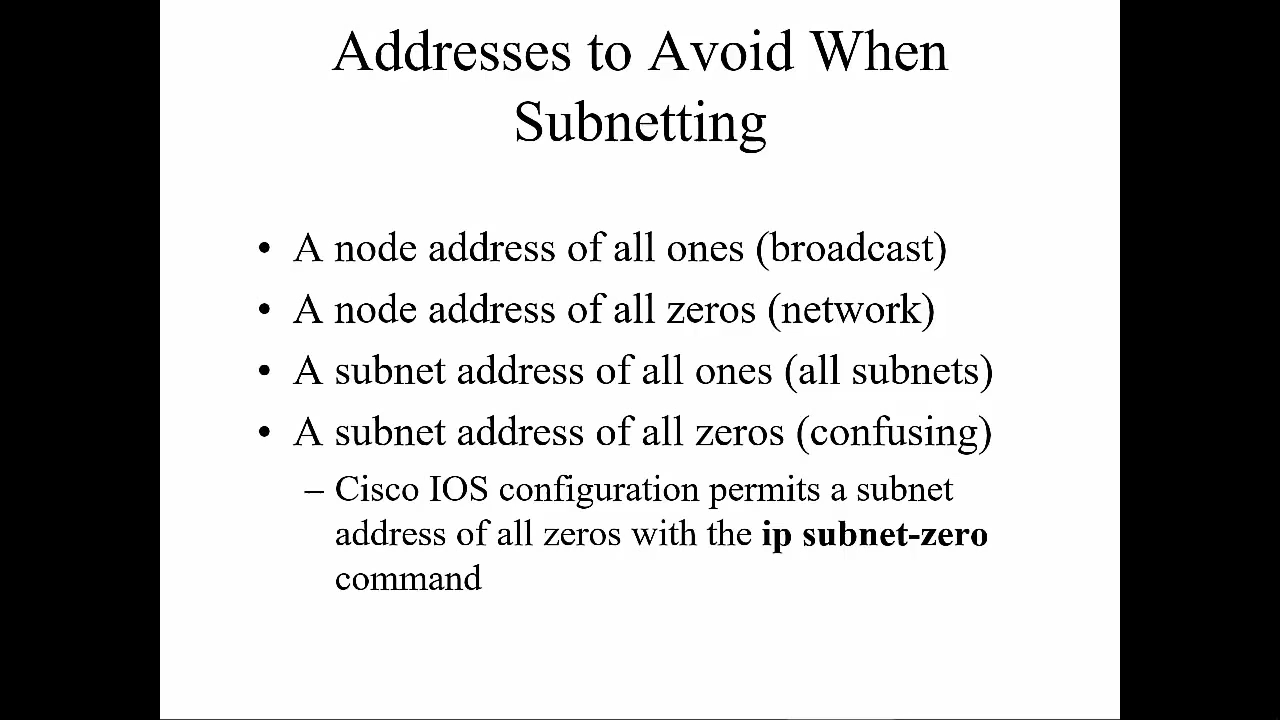 Addresses to Avoid When
Subnetting
• A node address of all ones (broadcast)
• A node address of all zeros (network)
• A subnet address of all ones (all subnets)
• A subnet address of all zeros (confusing)
– Cisco IOS configuration permits a subnet
address of all zeros with the ip subnet-zero
command